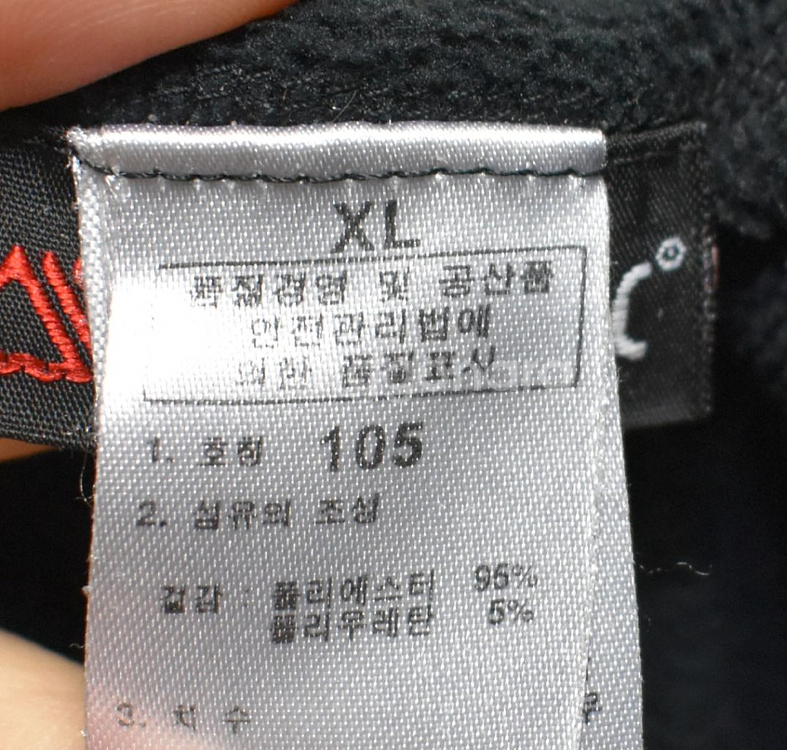 XL
품질경영 및 공산품
안전관리법에
의한 품질표시
1. 호칭 105
2. 섬유의 조성
겉감 : 폴리에스터 95%
폴리우레탄 5%
3. 치 수